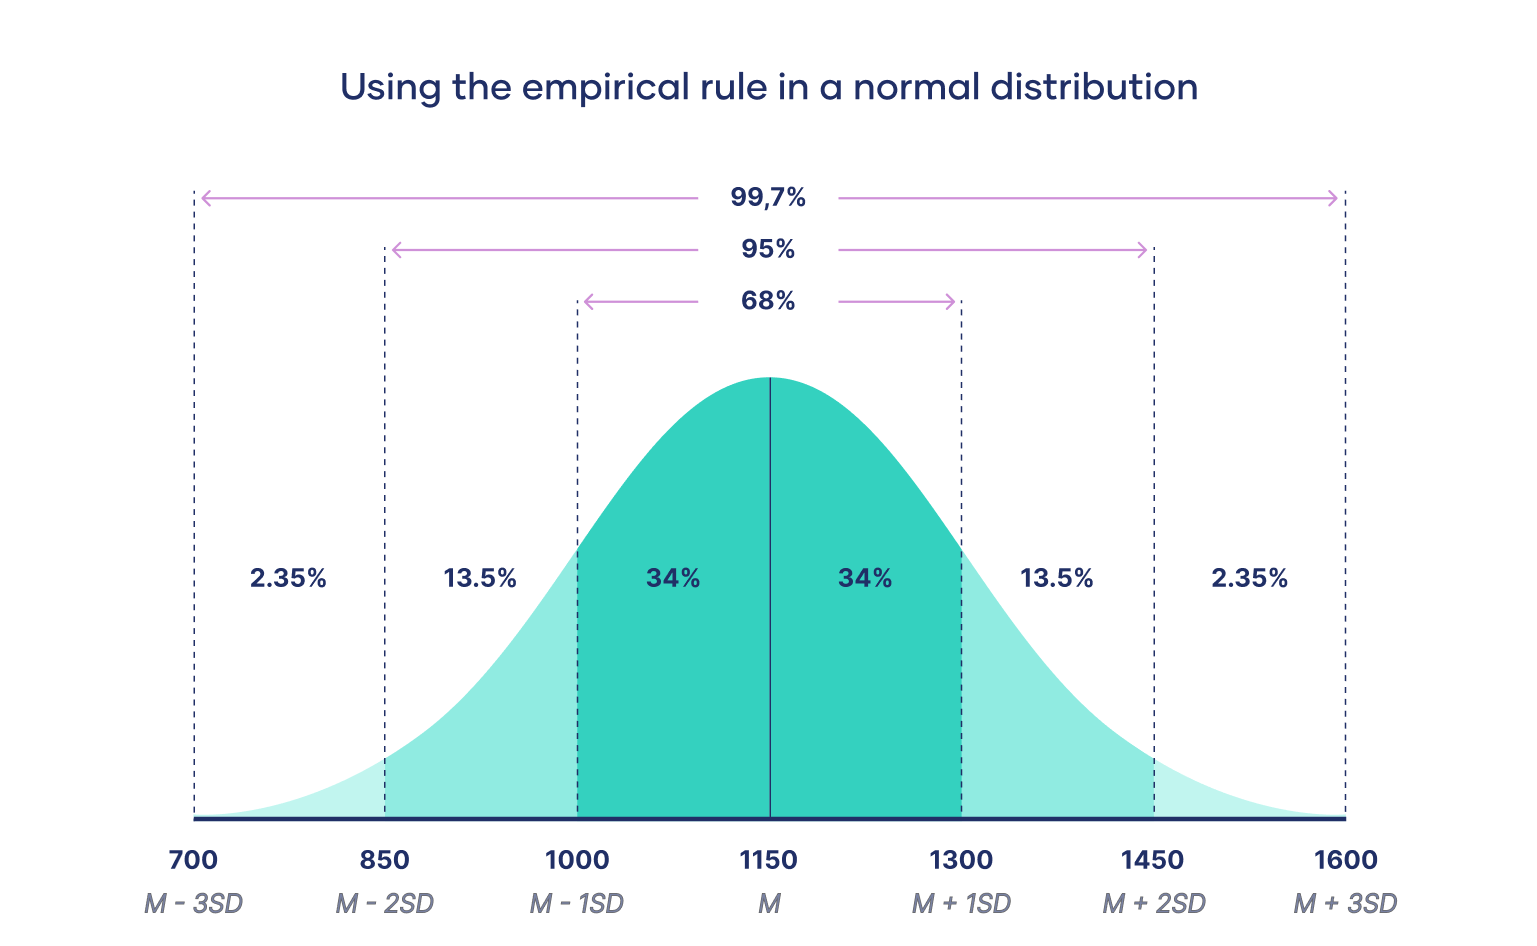 Using the empirical rule in a normal distribution
99,7%
95%
68%
2.35% 13.5% 34% 34% 13.5% 2.35%
700 850 1000 1150 1300 1450 1600
M - 3SD M - 2SD M - 1SD M M + 1SD M + 2SD M + 3SD